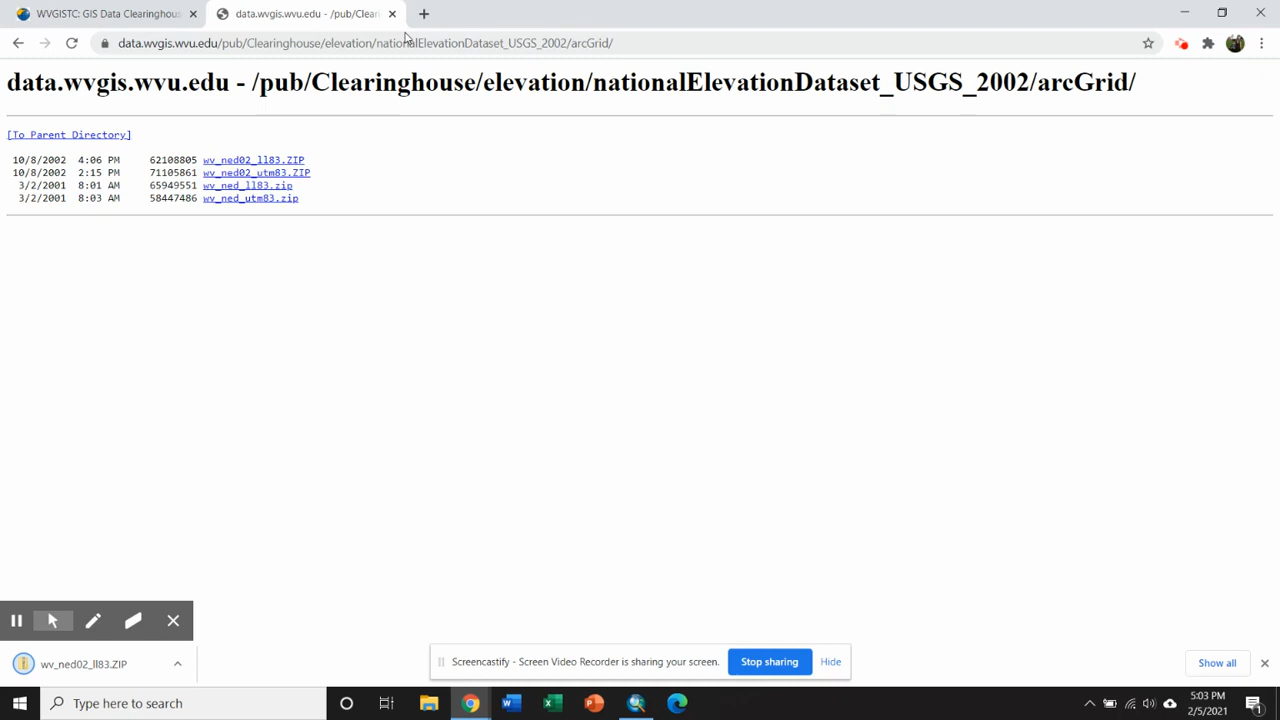 WVGISTC: GIS Data Clearinghous
data.wvgis.wvu.edu - /pub/Clear
data.wvgis.wvu.edu/pub/Clearinghouse/elevation/nationalElevationDataset_USGS_2002/arcGrid/
data.wvgis.wvu.edu - /pub/Clearinghouse/elevation/nationalElevationDataset_USGS_2002/arcGrid/
[To Parent Directory]
10/8/2002 4:06 PM 62108805 wv_ned02_ll83.ZIP
10/8/2002 2:15 PM 71105861 wv_ned02_utm83.ZIP
3/2/2001 8:01 AM 65949551 wv_ned_ll83.zip
3/2/2001 8:03 AM 58447486 wv_ned_utm83.zip
wv_ned02_ll83.ZIP
Screencastify - Screen Video Recorder is sharing your screen.
Stop sharing
Hide
Show all
Type here to search
5:03 PM
2/5/2021
1